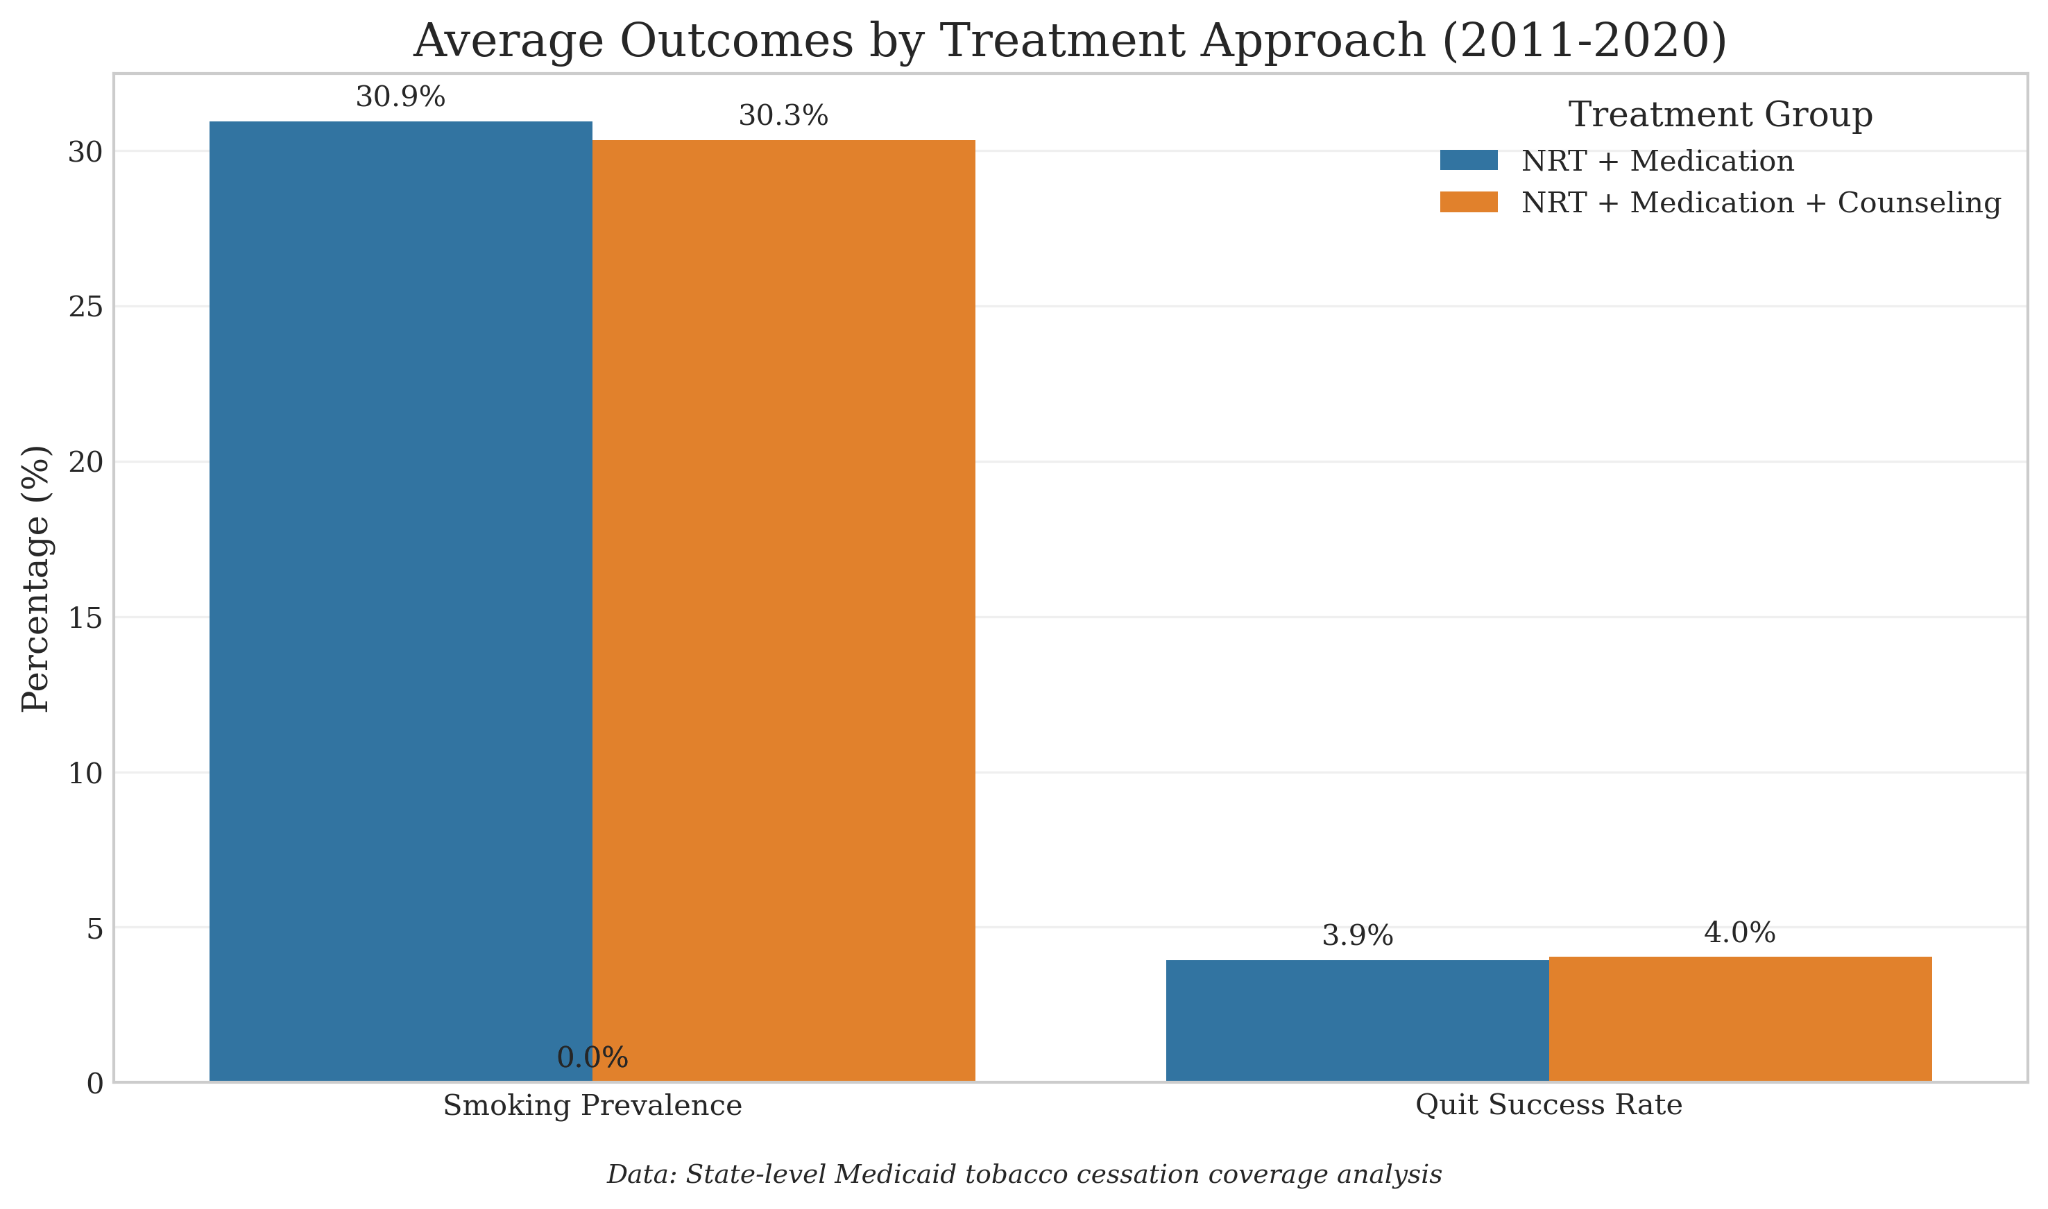 Average Outcomes by Treatment Approach (2011-2020)
30.9%
30.3%
Treatment Group
NRT + Medication
NRT + Medication + Counseling
Percentage (%)
30
25
20
15
10
5
0
3.9%
4.0%
0.0%
Smoking Prevalence
Quit Success Rate
Data: State-level Medicaid tobacco cessation coverage analysis